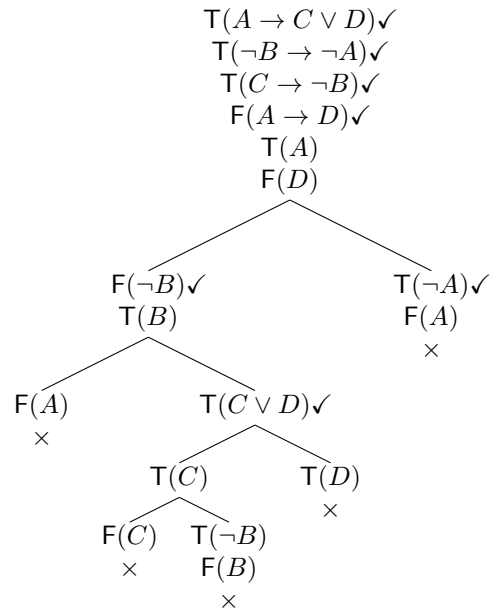 T(A → C ∨ D)✓
T(¬B → ¬A)✓
T(C → ¬B)✓
F(A → D)✓
T(A)
F(D)
F(¬B)✓ T(¬A)✓
T(B) F(A)
×
F(A) T(C ∨ D)✓
×
T(C) T(D)
×
F(C) T(¬B)
× F(B)
×